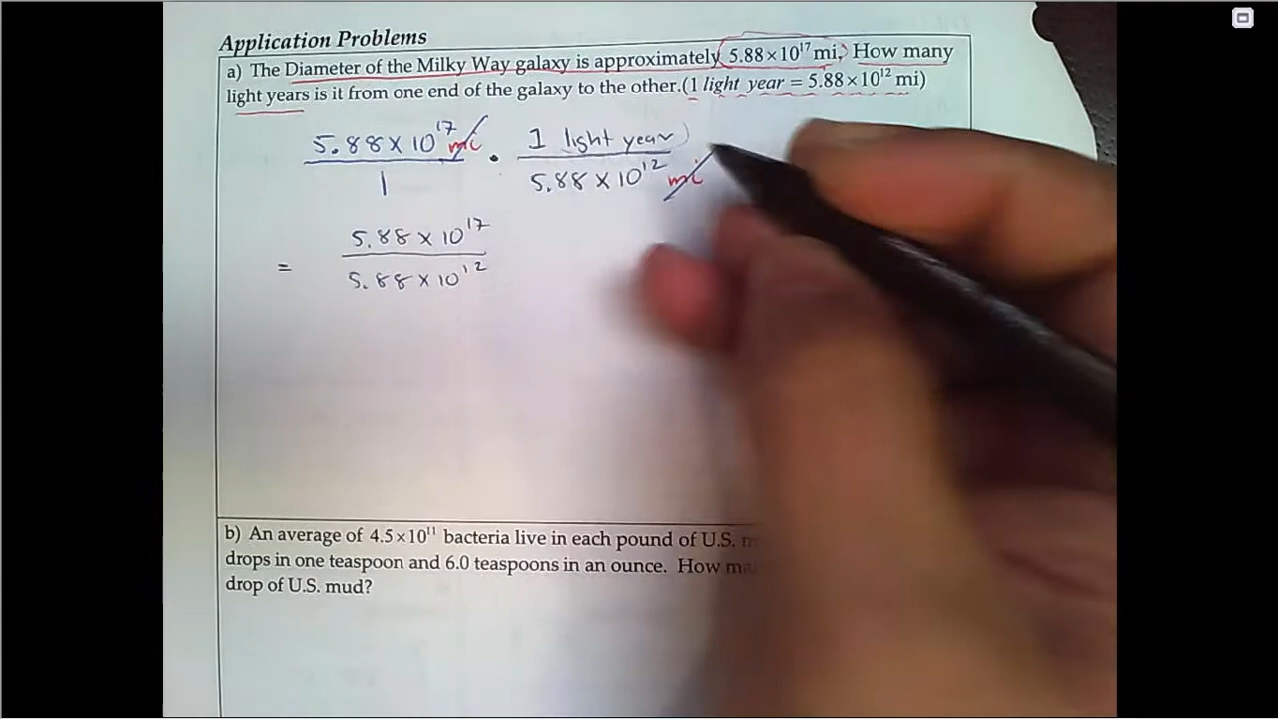 Application Problems
a) The Diameter of the Milky Way galaxy is approximately 5.88×10¹⁷ mi, How many
light years is it from one end of the galaxy to the other.(1 light year = 5.88×10¹² mi)
5.88×10¹⁷ mi · 1 light year
1 5.88×10¹² mi
5.88×10¹⁷
=
5.88×10¹²
b) An average of 4.5×10¹¹ bacteria live in each pound of U.S.
drops in one teaspoon and 6.0 teaspoons in an ounce. How
drop of U.S. mud?